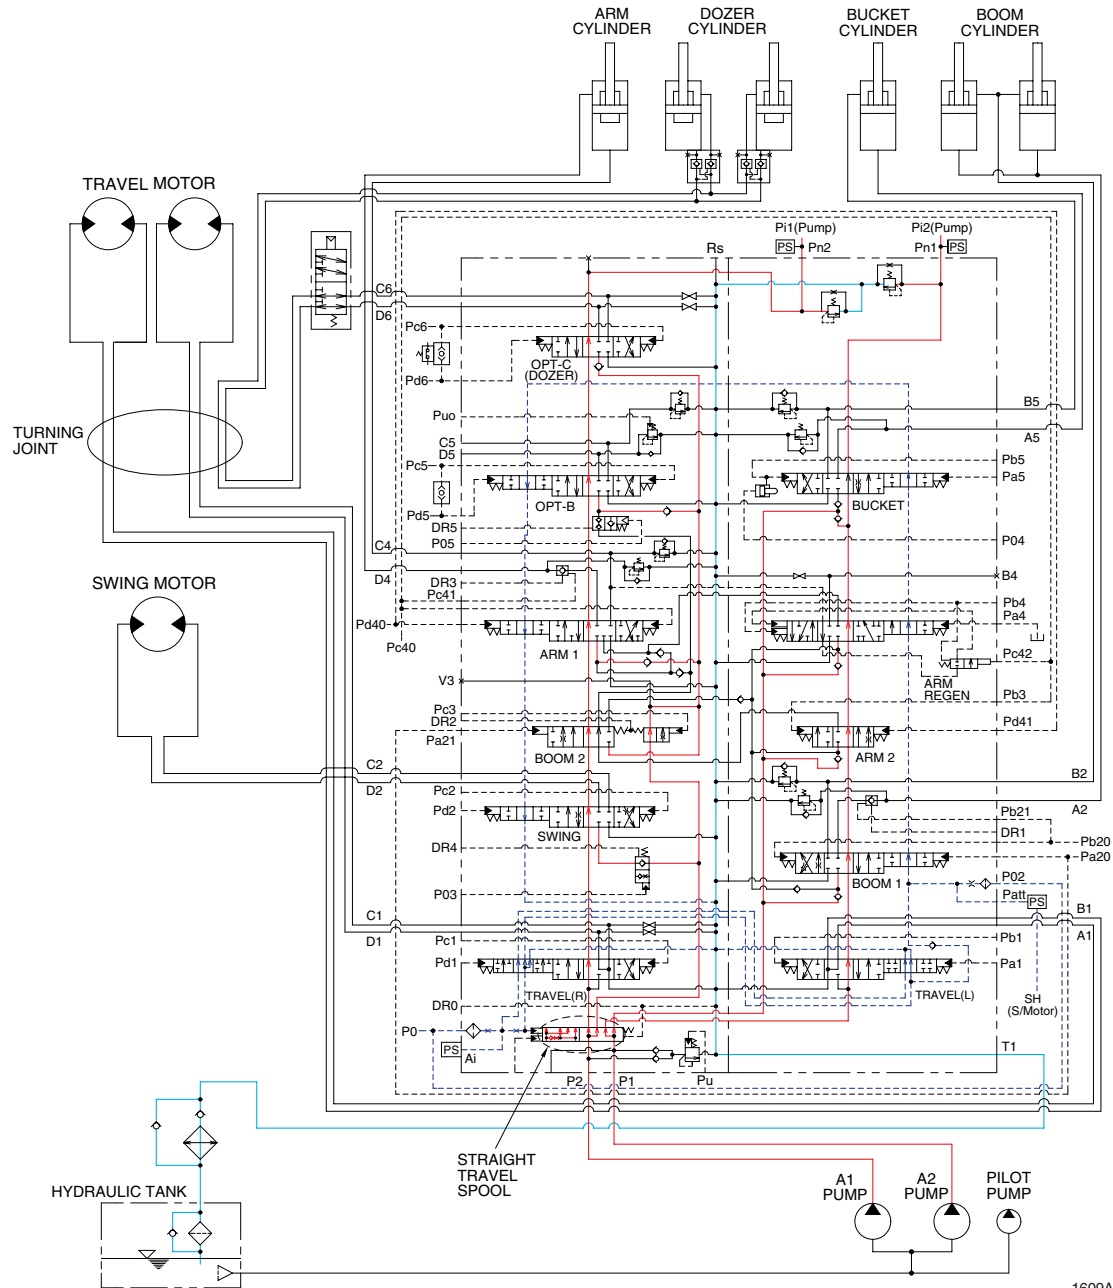 ARM
CYLINDER
DOZER
CYLINDER
BUCKET
CYLINDER
BOOM
CYLINDER
TRAVEL MOTOR
Pi1(Pump)
Pi2(Pump)
PS
Pn2
Rs
Pn1
PS
C6
D6
Pc6
Pd6
OPT-C
(DOZER)
Puo
C5
D5
Pc5
Pd5
OPT-B
DR5
P05
B5
A5
Pb5
Pa5
BUCKET
P04
TURNING
JOINT
C4
D4
DR3
Pc41
Pd40
Pc40
ARM 1
B4
Pb4
Pa4
Pc42
ARM
REGEN
SWING MOTOR
V3
Pc3
DR2
Pa21
BOOM 2
Pb3
Pd41
ARM 2
C2
D2
Pc2
Pd2
SWING
DR4
P03
B2
A2
Pb21
DR1
Pb20
Pa20
BOOM 1
P02
Patt
PS
C1
D1
Pc1
Pd1
TRAVEL(R)
DR0
P0
PS
Ai
B1
A1
Pb1
Pa1
TRAVEL(L)
SH
(S/Motor)
T1
P2
P1
Pu
STRAIGHT
TRAVEL
SPOOL
HYDRAULIC TANK
A1
PUMP
A2
PUMP
PILOT
PUMP